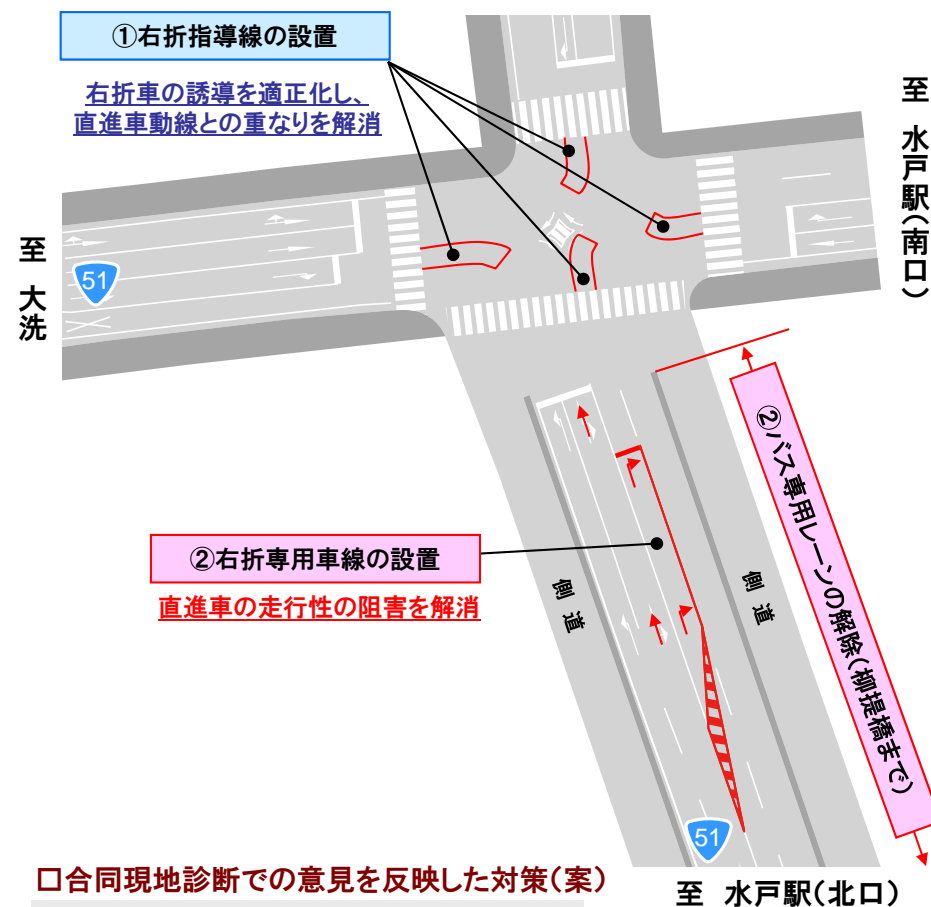 ①右折指導線の設置
右折車の誘導を適正化し、
直進車動線との重なりを解消
至 水戸駅(南口)
至 大洗
51
②バス専用レーンの解除(柳提橋まで)
②右折専用車線の設置
直進車の走行性の阻害を解消
側道
側道
51
□合同現地診断での意見を反映した対策(案)
至 水戸駅(北口)